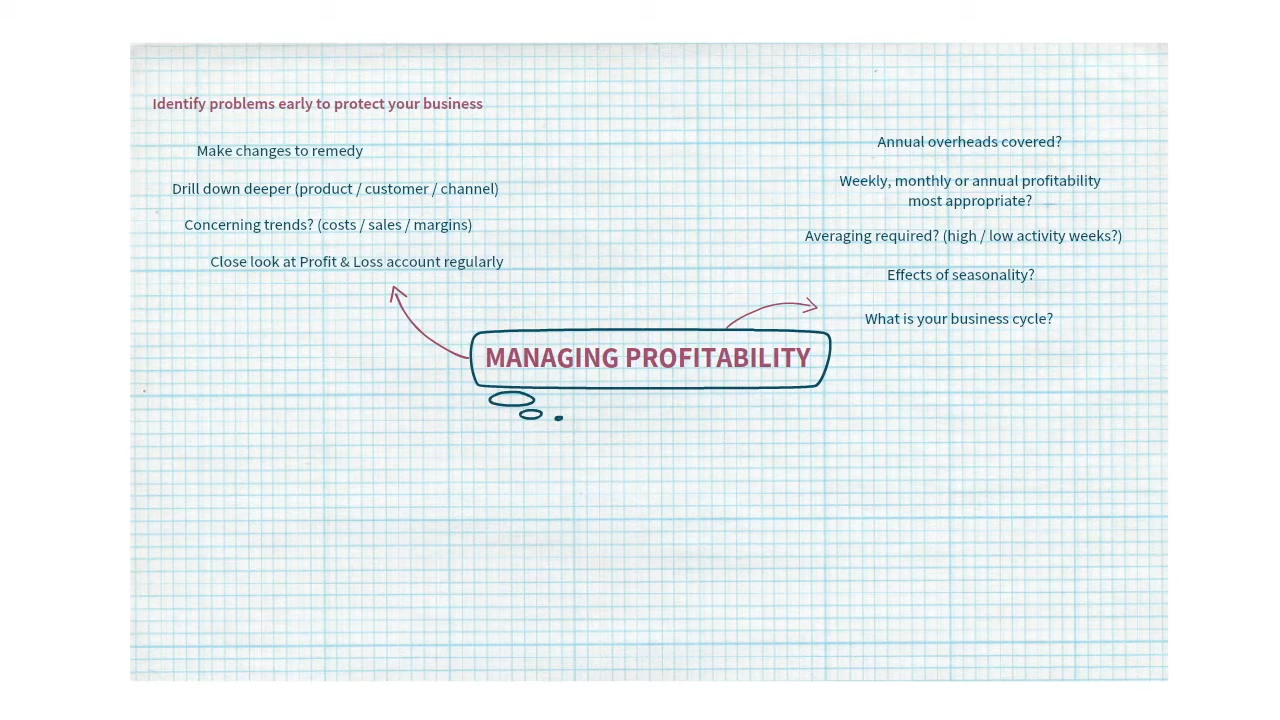 Identify problems early to protect your business
Make changes to remedy
Drill down deeper (product / customer / channel)
Concerning trends? (costs / sales / margins)
Close look at Profit & Loss account regularly
Annual overheads covered?
Weekly, monthly or annual profitability
most appropriate?
Averaging required? (high / low activity weeks?)
Effects of seasonality?
What is your business cycle?
MANAGING PROFITABILITY